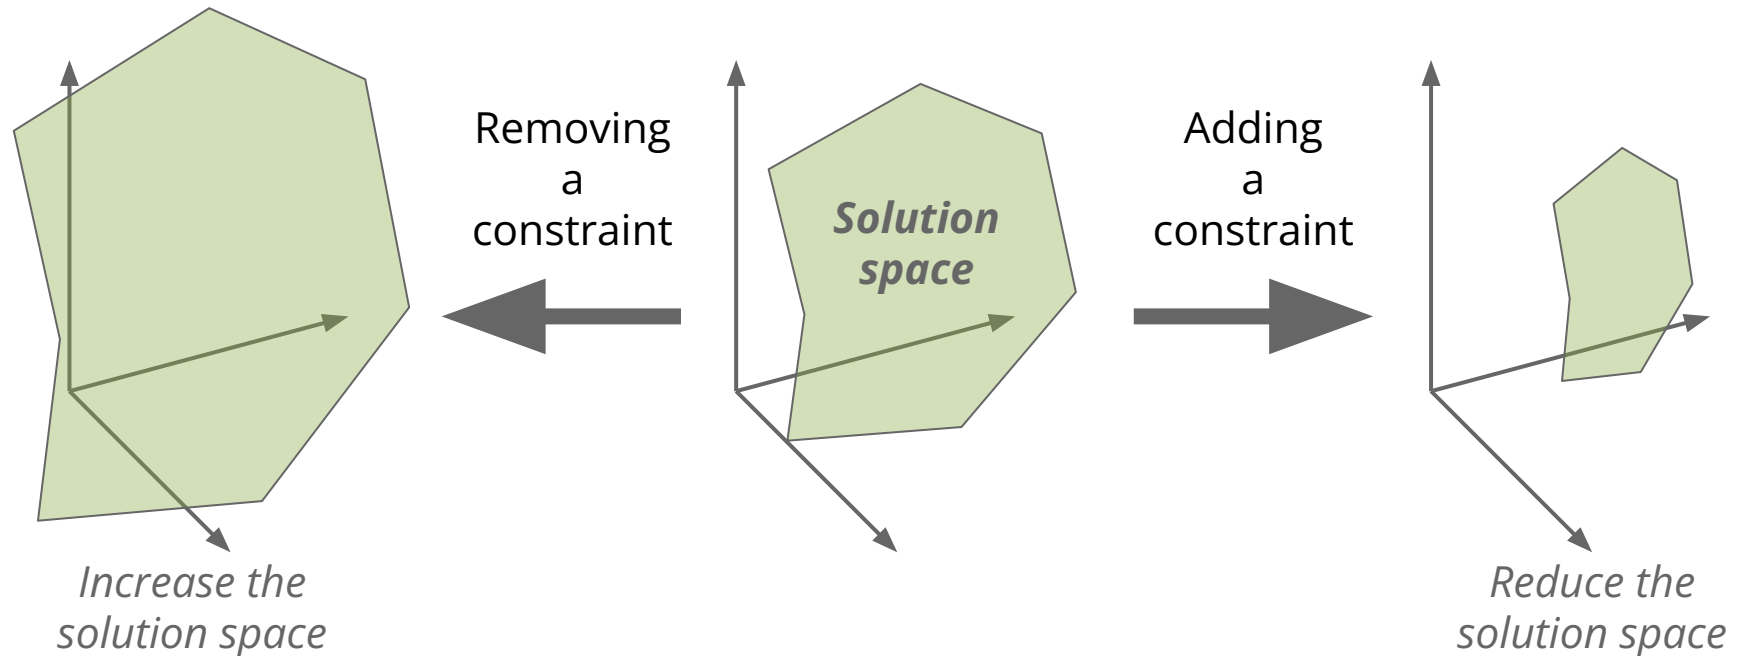 Removing
a
constraint
Solution
space
Adding
a
constraint
Increase the
solution space
Reduce the
solution space